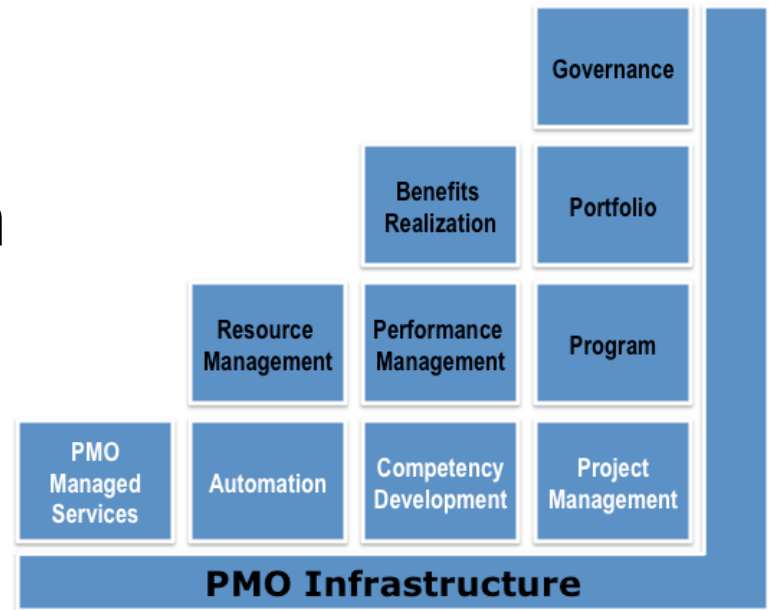 Governance
Benefits
Realization
Portfolio
Resource
Management
Performance
Management
Program
PMO
Managed
Services
Automation
Competency
Development
Project
Management
PMO Infrastructure